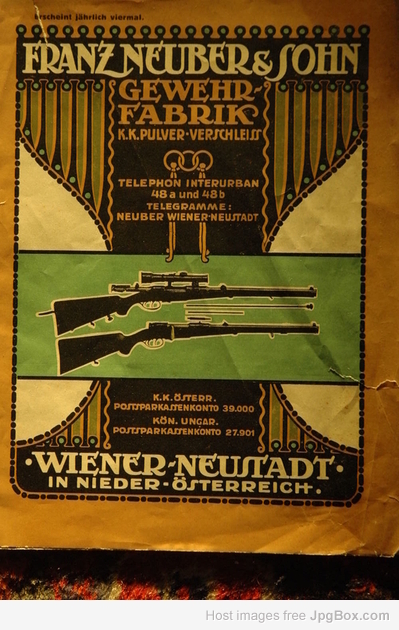 erscheint jährlich viermal.
FRANZ NEUBER & SOHN
GEWEHR-
FABRIK
K.K. PULVER-VERSCHLEISS
TELEPHON INTERURBAN
48 a und 48 b
TELEGRAMME:
NEUBER WIENER-NEUSTADT
K.K. ÖSTERR.
POSTSPARKASSENKONTO 39.000
KÖN. UNGAR.
POSTSPARKASSENKONTO 27.901
·WIENER-NEUSTADT·
IN NIEDER-ÖSTERREICH.
Host images free JpgBox.com